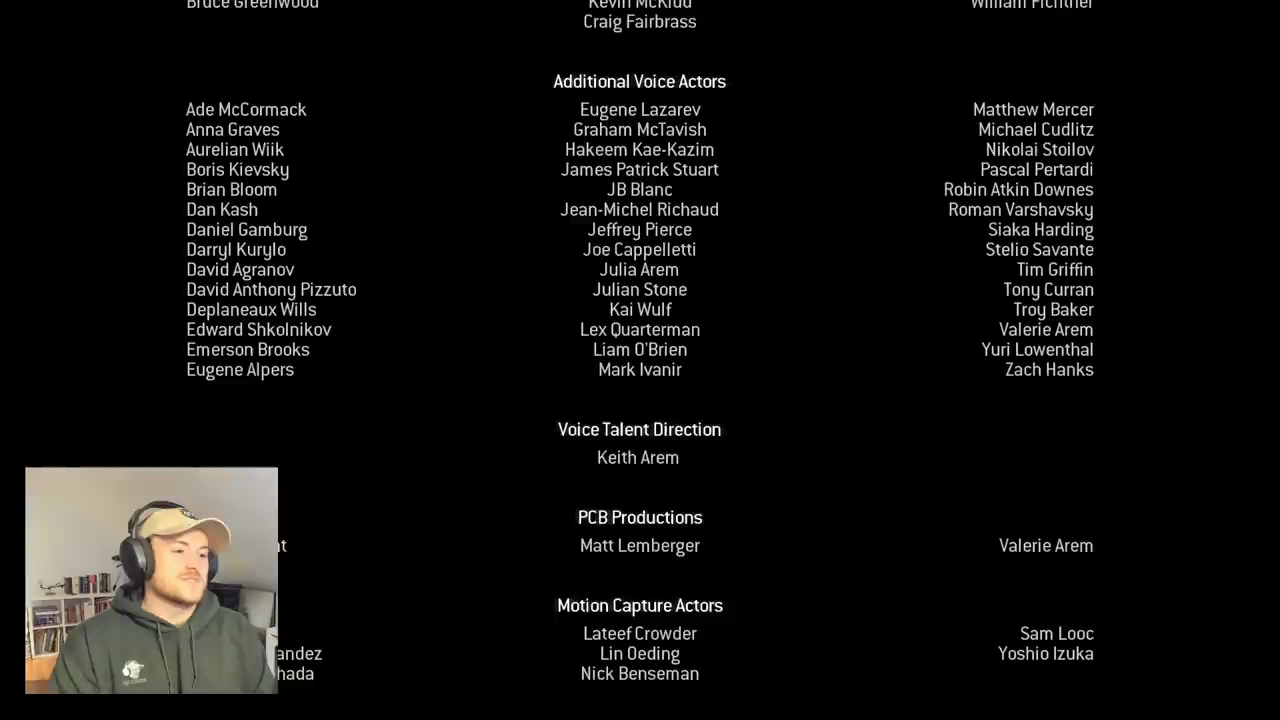 Bruce Greenwood Kevin McKidd William Fichtner
Craig Fairbrass
Additional Voice Actors
Ade McCormack Eugene Lazarev Matthew Mercer
Anna Graves Graham McTavish Michael Cudlitz
Aurelian Wiik Hakeem Kae-Kazim Nikolai Stoilov
Boris Kievsky James Patrick Stuart Pascal Pertardi
Brian Bloom JB Blanc Robin Atkin Downes
Dan Kash Jean-Michel Richaud Roman Varshavsky
Daniel Gamburg Jeffrey Pierce Siaka Harding
Darryl Kurylo Joe Cappelletti Stelio Savante
David Agranov Julia Arem Tim Griffin
David Anthony Pizzuto Julian Stone Tony Curran
Deplaneaux Wills Kai Wulf Troy Baker
Edward Shkolnikov Lex Quarterman Valerie Arem
Emerson Brooks Liam O'Brien Yuri Lowenthal
Eugene Alpers Mark Ivanir Zach Hanks
Voice Talent Direction
Keith Arem
PCB Productions
Matt Lemberger Valerie Arem
Motion Capture Actors
Lateef Crowder Sam Looc
Lin Oeding Yoshio Izuka
Nick Benseman